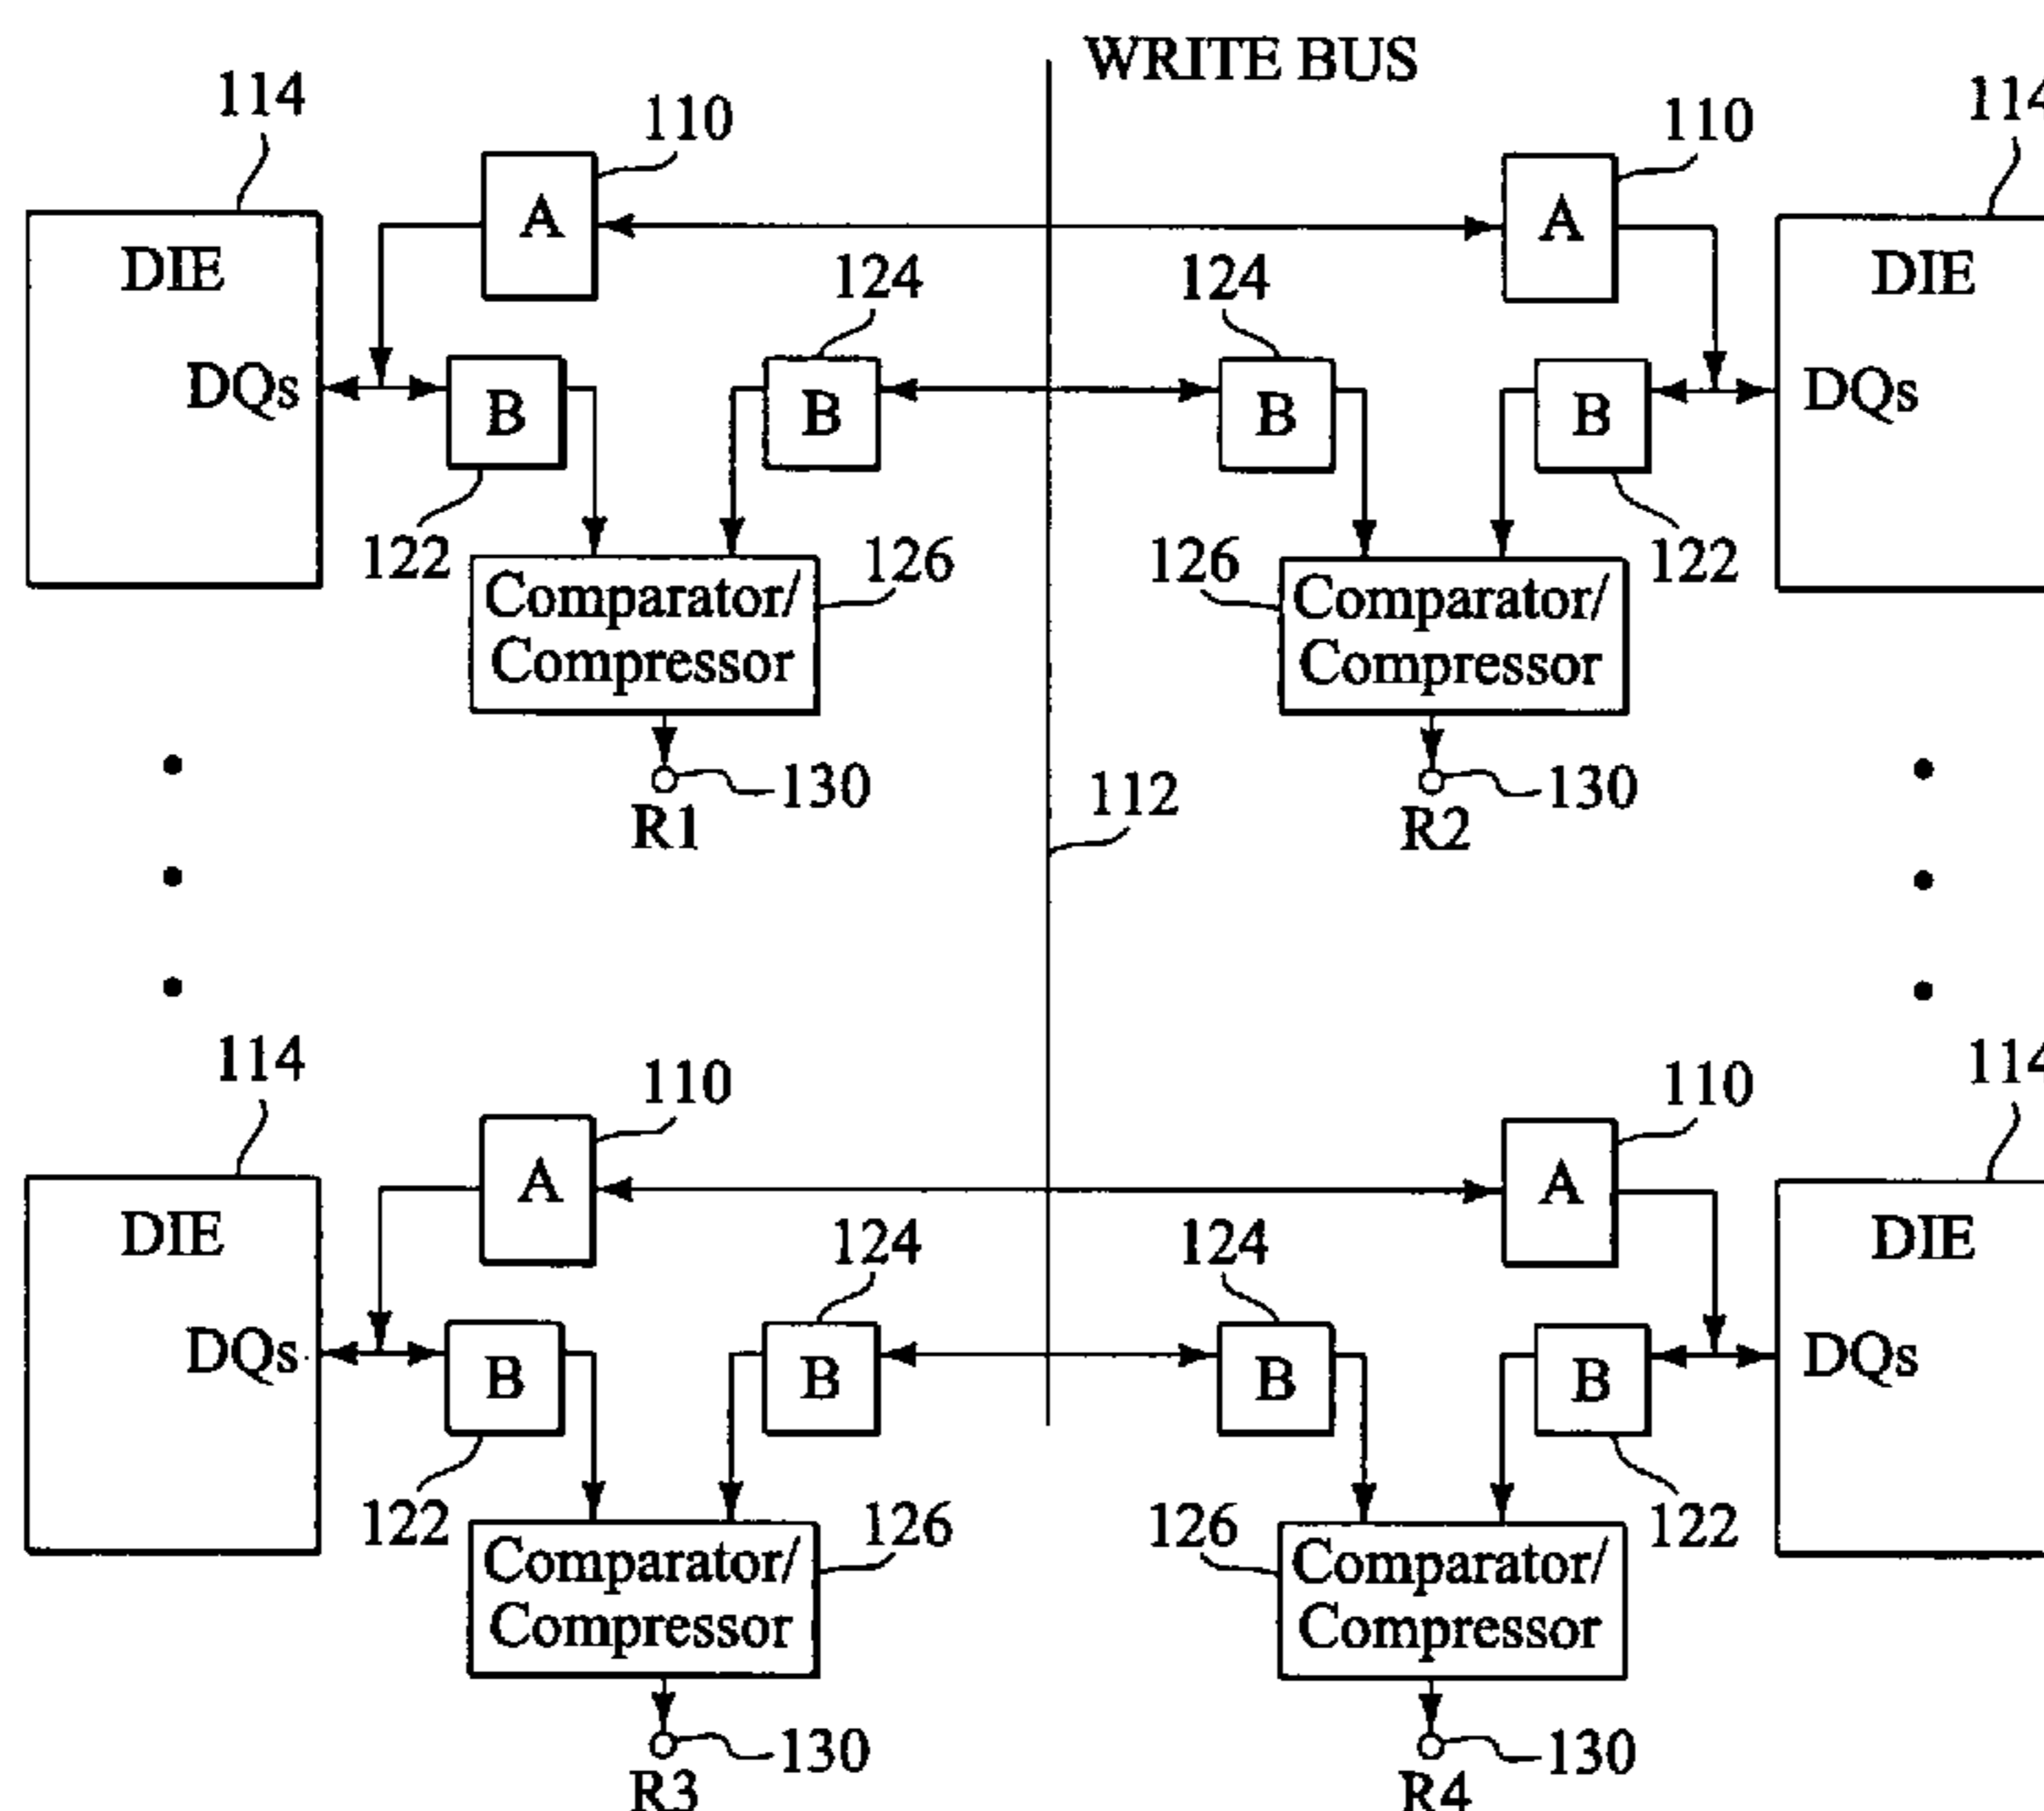 WRITE BUS
114
110
110
114
A
A
DIE
124
124
DIE
DQs
B
B
B
B
DQs
122
126
126
122
Comparator/
Compressor
Comparator/
Compressor
130
112
130
R1
R2
114
110
110
114
A
A
DIE
124
124
DIE
DQs
B
B
B
B
DQs
122
126
126
122
Comparator/
Compressor
Comparator/
Compressor
130
130
R3
R4